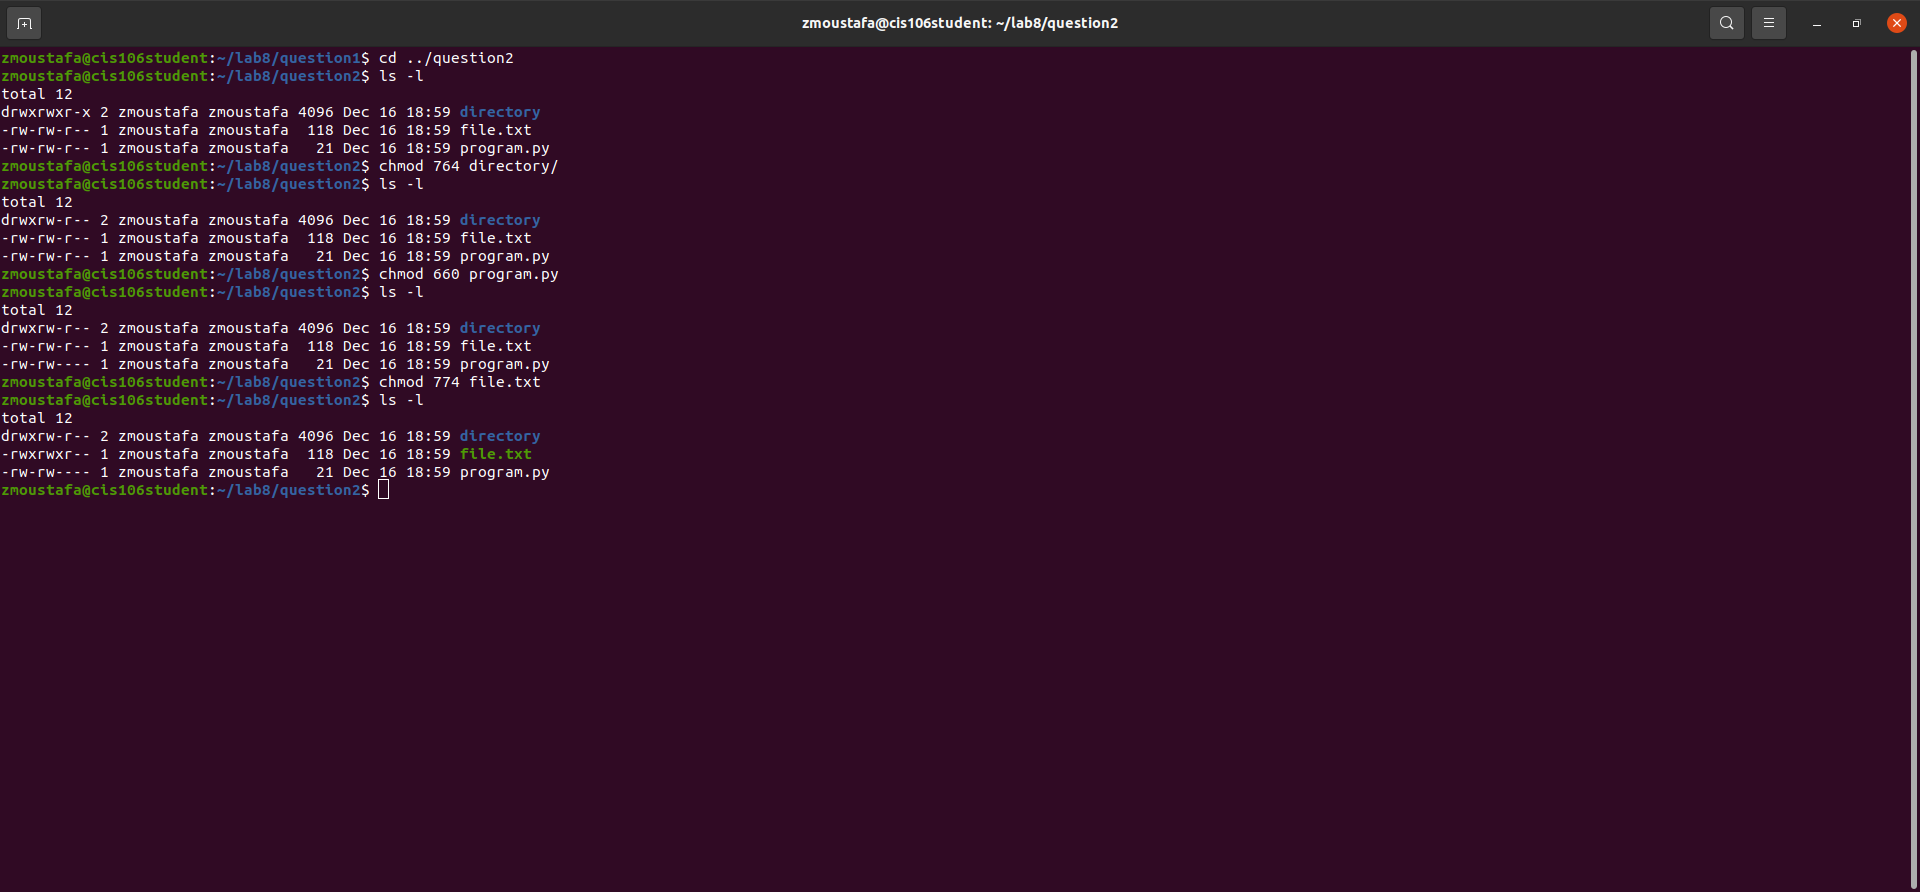 zmoustafa@cis106student: ~/lab8/question2
zmoustafa@cis106student:~/lab8/question1$ cd ../question2
zmoustafa@cis106student:~/lab8/question2$ ls -l
total 12
drwxrwxr-x 2 zmoustafa zmoustafa 4096 Dec 16 18:59 directory
-rw-rw-r-- 1 zmoustafa zmoustafa  118 Dec 16 18:59 file.txt
-rw-rw-r-- 1 zmoustafa zmoustafa   21 Dec 16 18:59 program.py
zmoustafa@cis106student:~/lab8/question2$ chmod 764 directory/
zmoustafa@cis106student:~/lab8/question2$ ls -l
total 12
drwxrw-r-- 2 zmoustafa zmoustafa 4096 Dec 16 18:59 directory
-rw-rw-r-- 1 zmoustafa zmoustafa  118 Dec 16 18:59 file.txt
-rw-rw-r-- 1 zmoustafa zmoustafa   21 Dec 16 18:59 program.py
zmoustafa@cis106student:~/lab8/question2$ chmod 660 program.py
zmoustafa@cis106student:~/lab8/question2$ ls -l
total 12
drwxrw-r-- 2 zmoustafa zmoustafa 4096 Dec 16 18:59 directory
-rw-rw-r-- 1 zmoustafa zmoustafa  118 Dec 16 18:59 file.txt
-rw-rw---- 1 zmoustafa zmoustafa   21 Dec 16 18:59 program.py
zmoustafa@cis106student:~/lab8/question2$ chmod 774 file.txt
zmoustafa@cis106student:~/lab8/question2$ ls -l
total 12
drwxrw-r-- 2 zmoustafa zmoustafa 4096 Dec 16 18:59 directory
-rwxrwxr-- 1 zmoustafa zmoustafa  118 Dec 16 18:59 file.txt
-rw-rw---- 1 zmoustafa zmoustafa   21 Dec 16 18:59 program.py
zmoustafa@cis106student:~/lab8/question2$